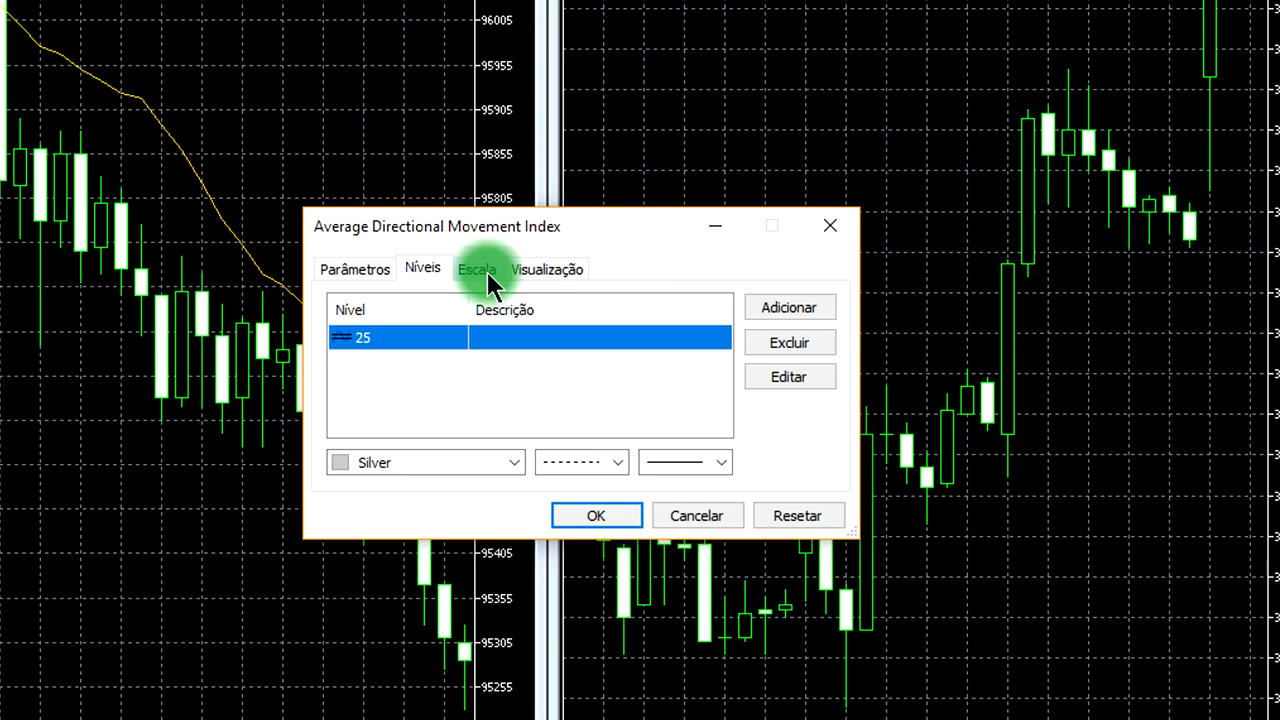 96005
95955
95905
95855
95805
Average Directional Movement Index
Parâmetros
Níveis
Escala
Visualização
Nível
Descrição
25
Adicionar
Excluir
Editar
Silver
OK
Cancelar
Resetar
95405
95355
95305
95255